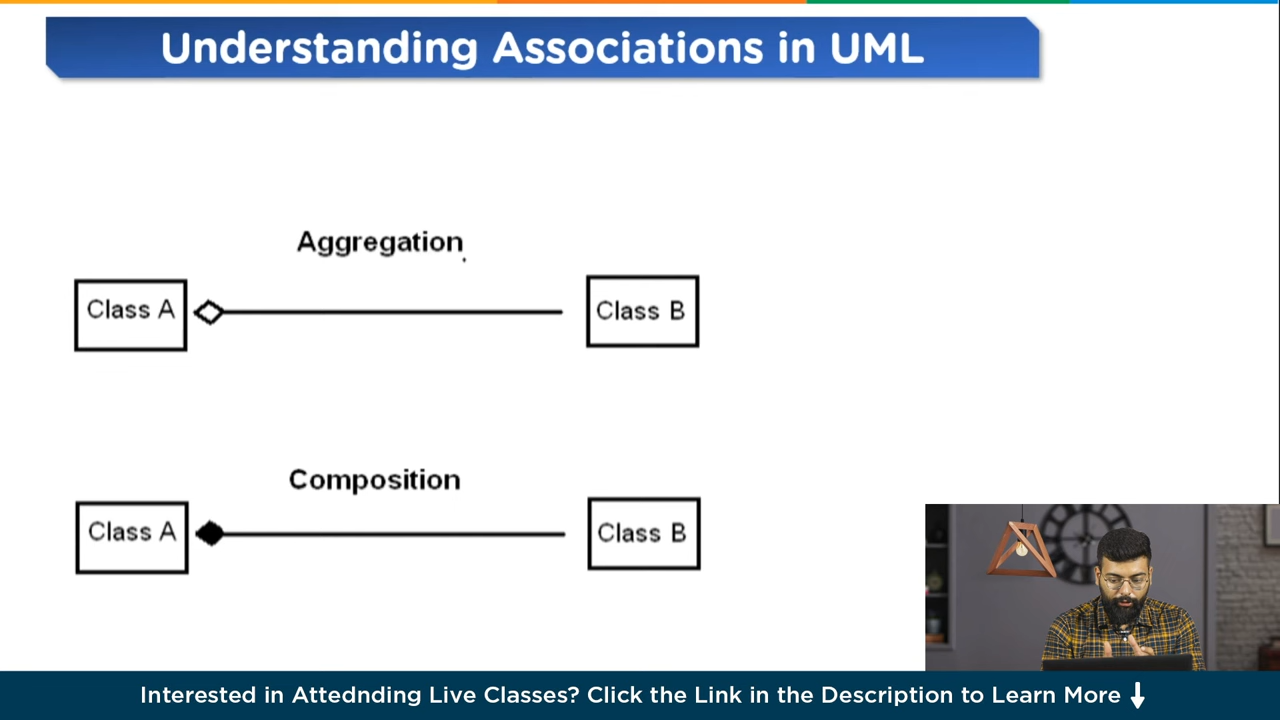 Understanding Associations in UML
Aggregation
Class A
Class B
Composition
Class A
Class B
Interested in Attednding Live Classes? Click the Link in the Description to Learn More